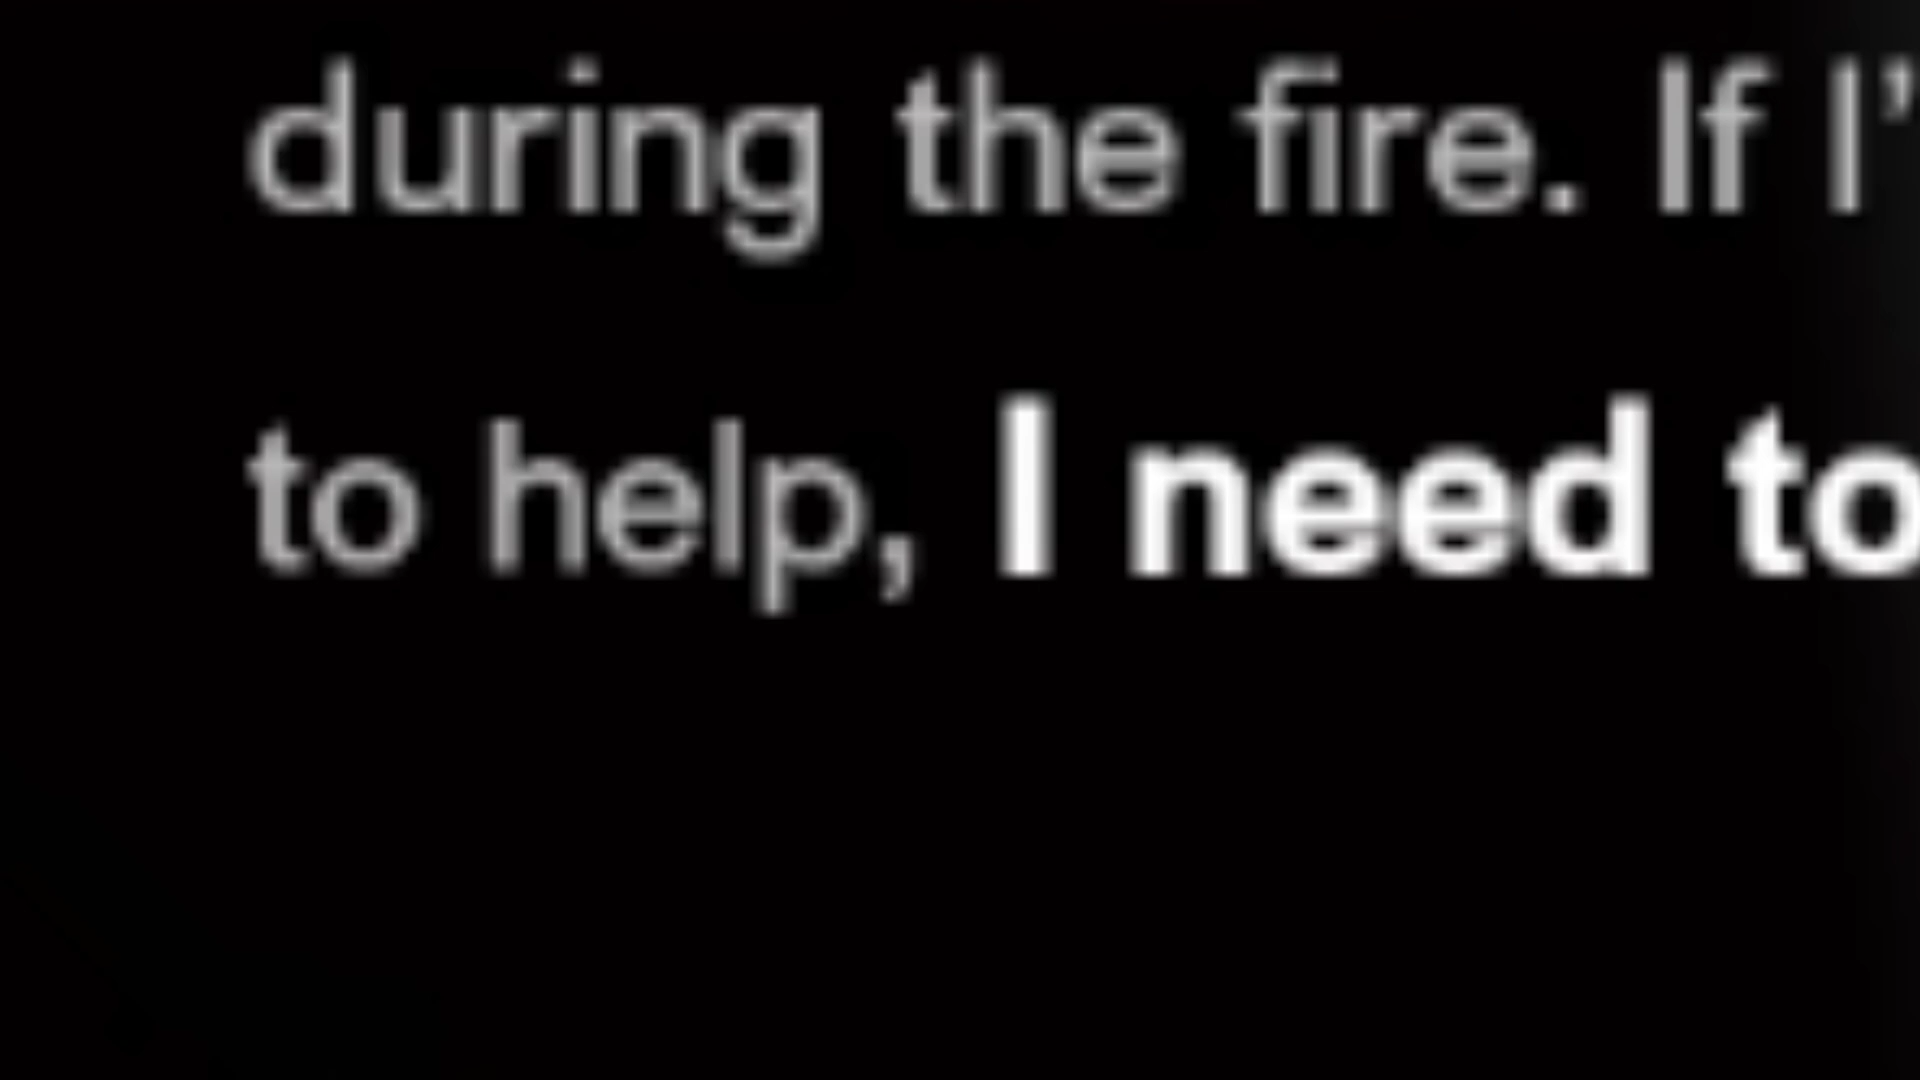 during the fire. If I’
to help, I need to